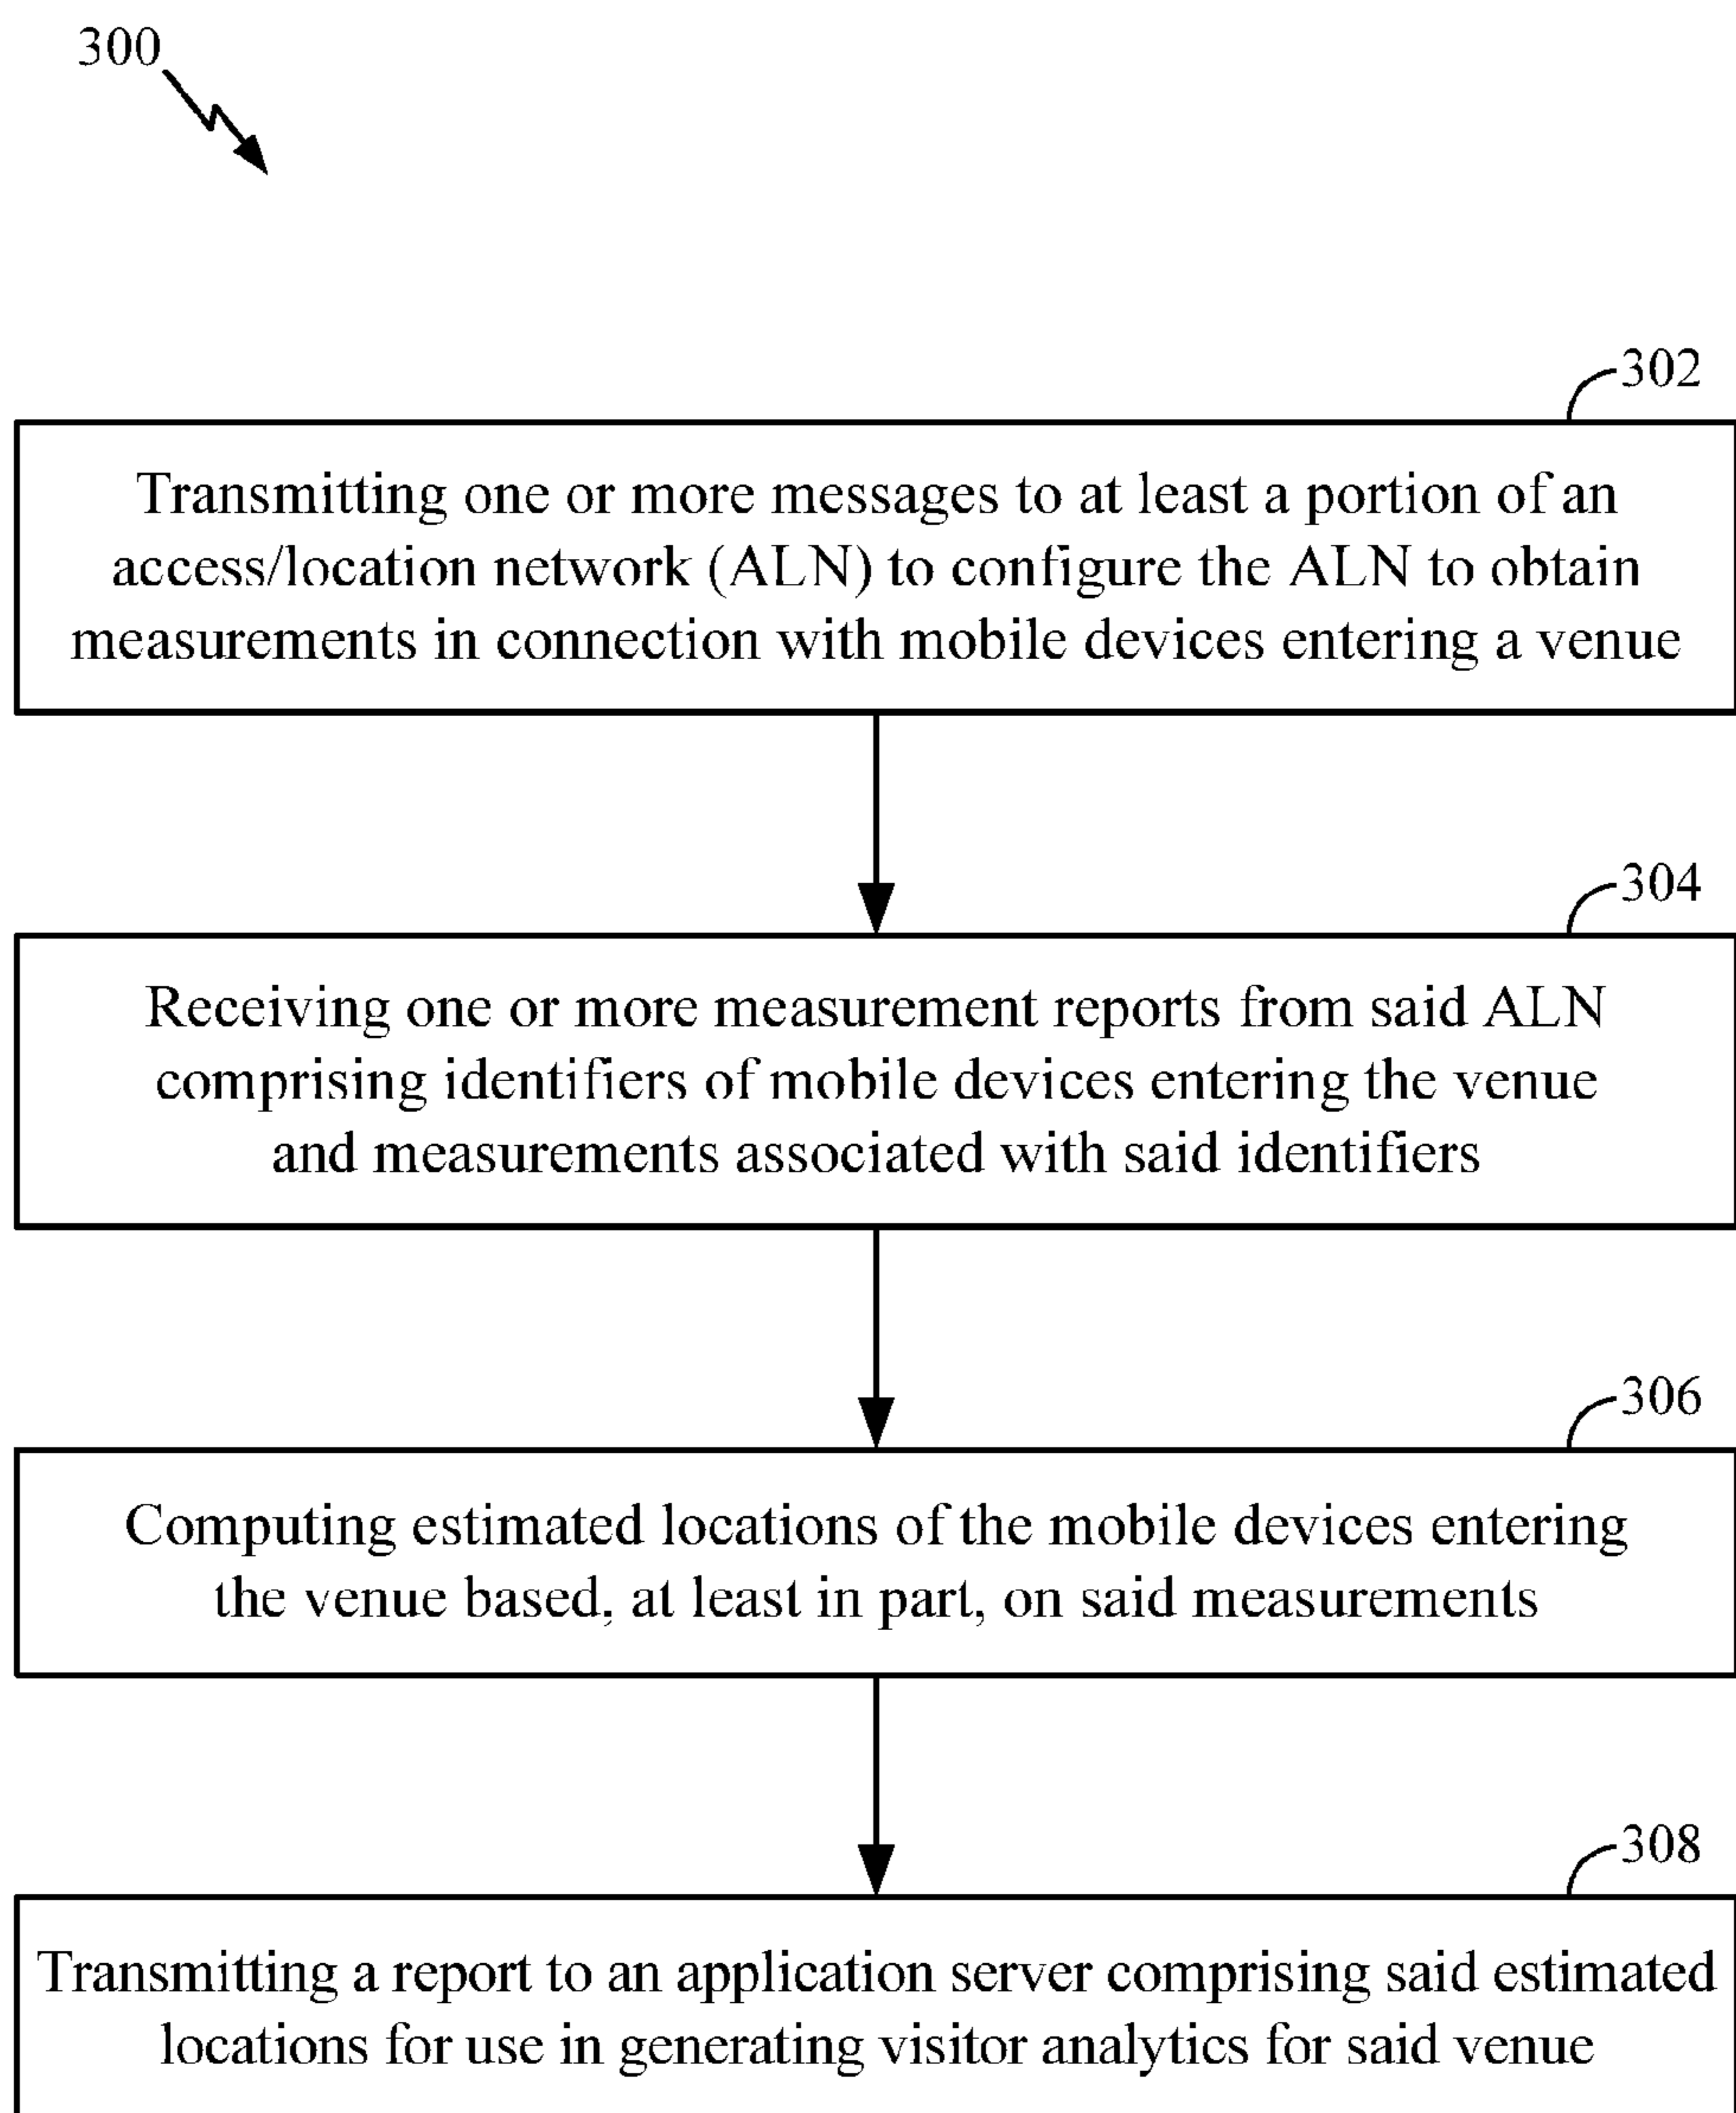 300
302
Transmitting one or more messages to at least a portion of an
access/location network (ALN) to configure the ALN to obtain
measurements in connection with mobile devices entering a venue
304
Receiving one or more measurement reports from said ALN
comprising identifiers of mobile devices entering the venue
and measurements associated with said identifiers
306
Computing estimated locations of the mobile devices entering
the venue based, at least in part, on said measurements
308
Transmitting a report to an application server comprising said estimated
locations for use in generating visitor analytics for said venue